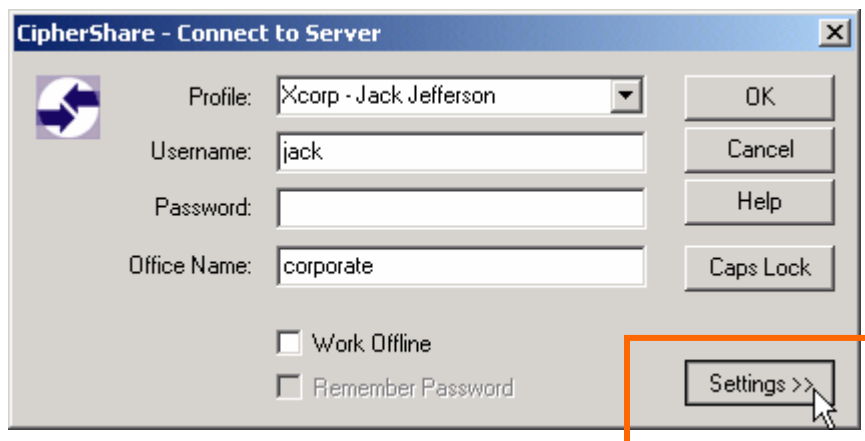 CipherShare - Connect to Server
Profile: Xcorp - Jack Jefferson OK
Username: jack Cancel
Password: Help
Office Name: corporate Caps Lock
Work Offline
Remember Password Settings >>